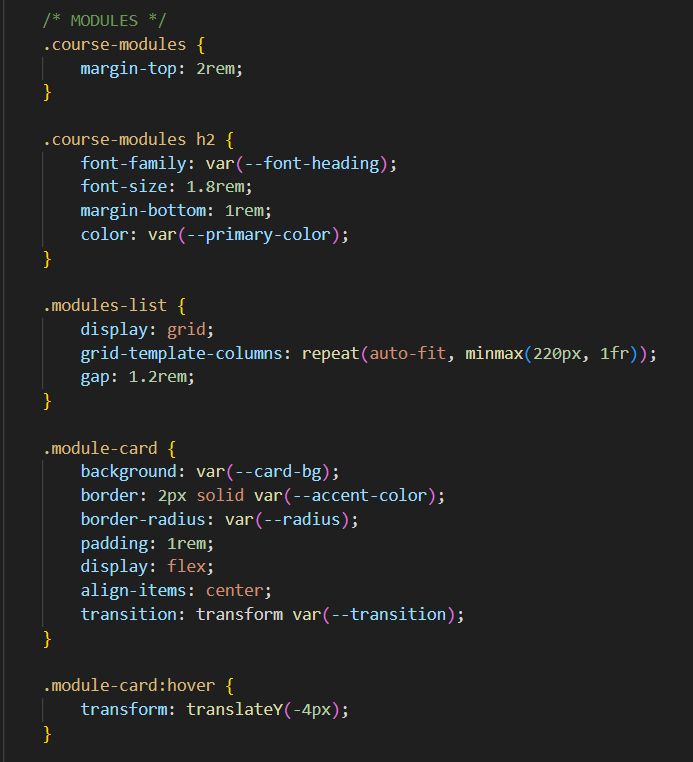 /* MODULES */
.course-modules {
    margin-top: 2rem;
}

.course-modules h2 {
    font-family: var(--font-heading);
    font-size: 1.8rem;
    margin-bottom: 1rem;
    color: var(--primary-color);
}

.modules-list {
    display: grid;
    grid-template-columns: repeat(auto-fit, minmax(220px, 1fr));
    gap: 1.2rem;
}

.module-card {
    background: var(--card-bg);
    border: 2px solid var(--accent-color);
    border-radius: var(--radius);
    padding: 1rem;
    display: flex;
    align-items: center;
    transition: transform var(--transition);
}

.module-card:hover {
    transform: translateY(-4px);
}